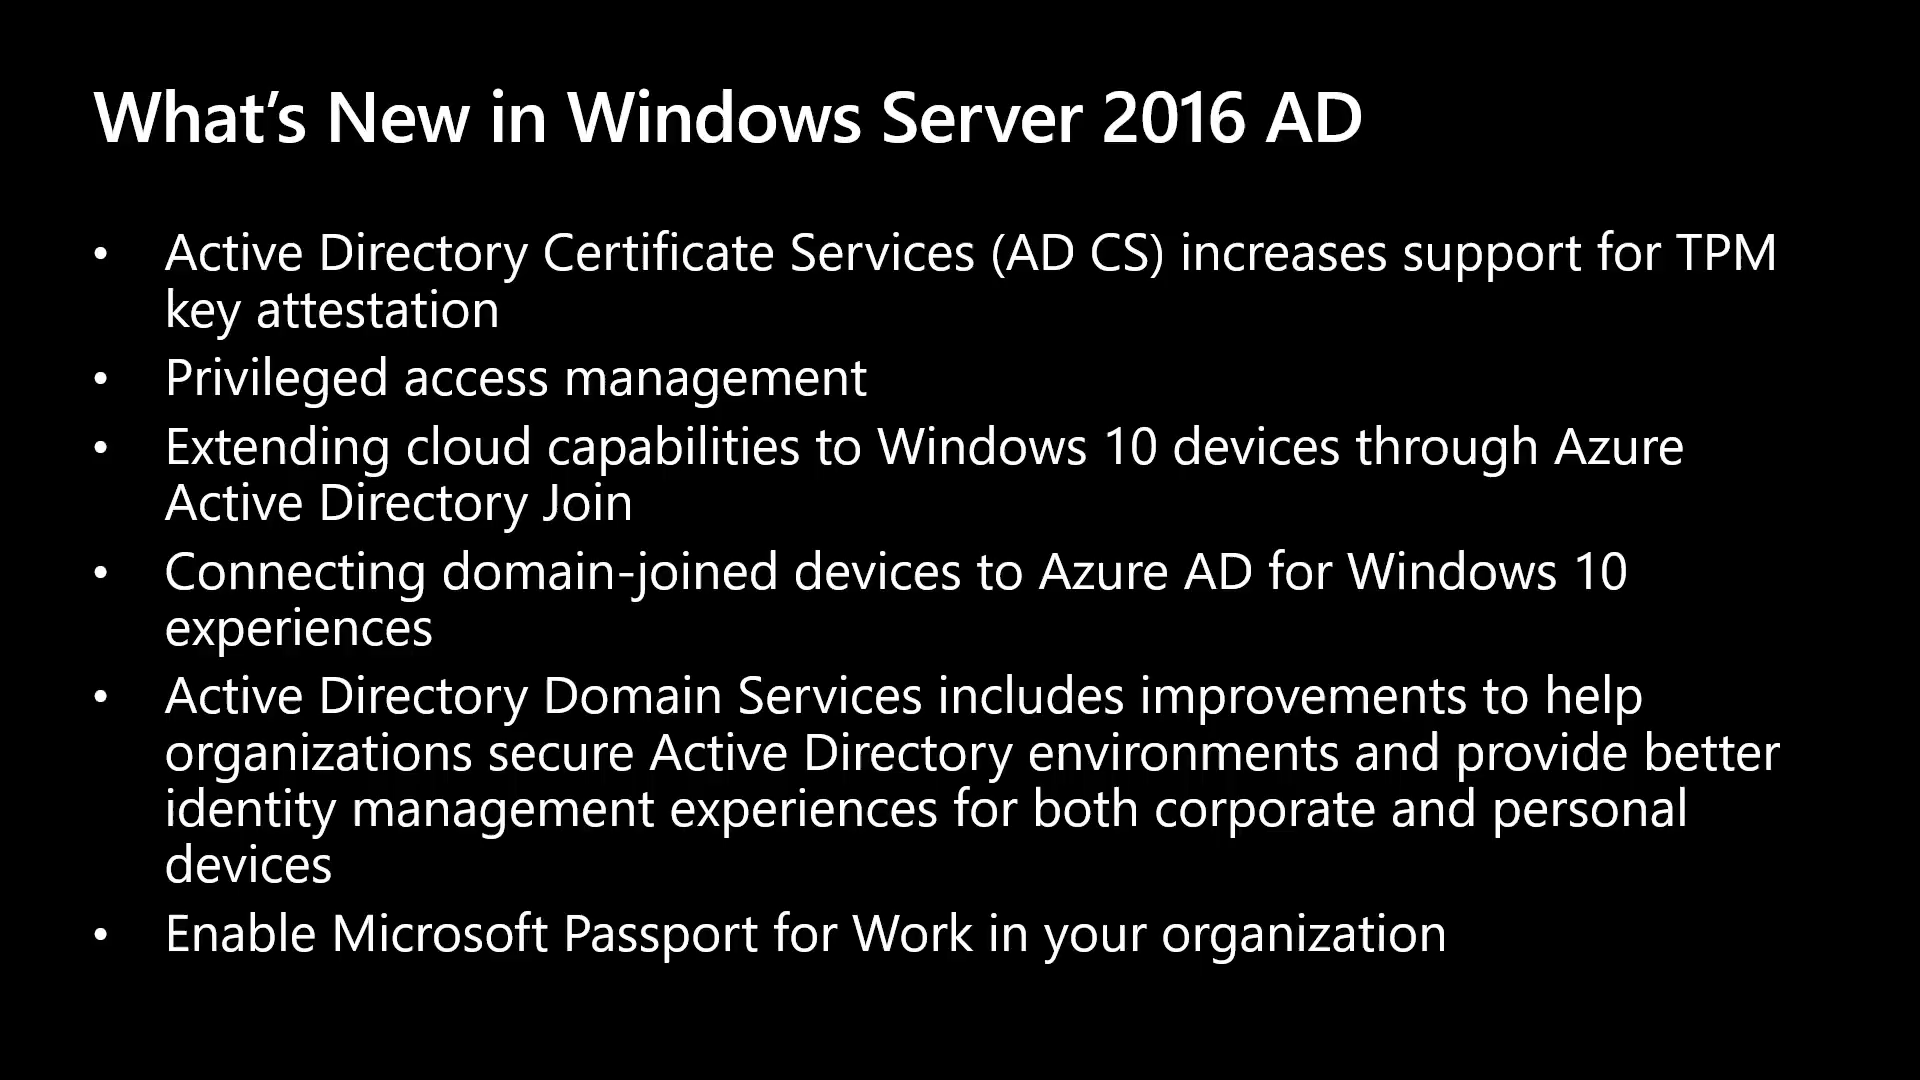 What’s New in Windows Server 2016 AD
• Active Directory Certificate Services (AD CS) increases support for TPM
key attestation
• Privileged access management
• Extending cloud capabilities to Windows 10 devices through Azure
Active Directory Join
• Connecting domain-joined devices to Azure AD for Windows 10
experiences
• Active Directory Domain Services includes improvements to help
organizations secure Active Directory environments and provide better
identity management experiences for both corporate and personal
devices
• Enable Microsoft Passport for Work in your organization